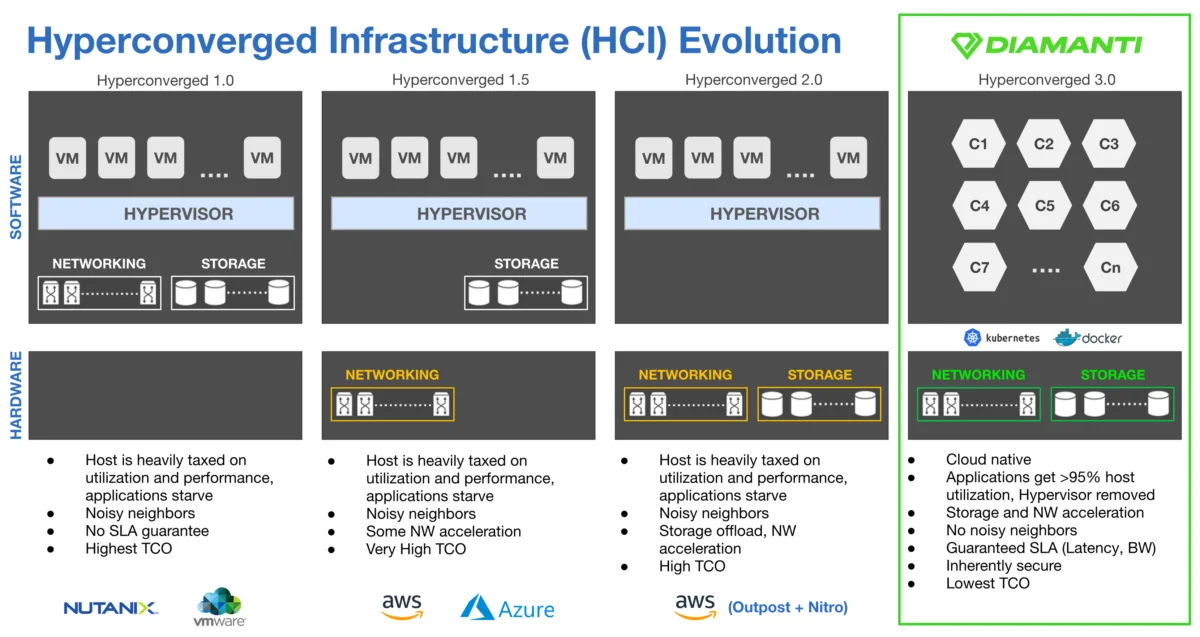 Hyperconverged Infrastructure (HCI) Evolution
DIAMANTI
Hyperconverged 1.0
Hyperconverged 1.5
Hyperconverged 2.0
Hyperconverged 3.0
SOFTWARE
VM VM VM .... VM
HYPERVISOR
NETWORKING STORAGE
VM VM VM .... VM
HYPERVISOR
STORAGE
VM VM VM .... VM
HYPERVISOR
C1 C2 C3
C4 C5 C6
C7 .... Cn
kubernetes docker
HARDWARE
NETWORKING
NETWORKING STORAGE
NETWORKING STORAGE
● Host is heavily taxed on
utilization and performance,
applications starve
● Noisy neighbors
● No SLA guarantee
● Highest TCO
NUTANIX vmware
● Host is heavily taxed on
utilization and performance,
applications starve
● Noisy neighbors
● Some NW acceleration
● Very High TCO
aws Azure
● Host is heavily taxed on
utilization and performance,
applications starve
● Noisy neighbors
● Storage offload, NW
acceleration
● High TCO
aws (Outpost + Nitro)
● Cloud native
● Applications get >95% host
utilization, Hypervisor removed
● Storage and NW acceleration
● No noisy neighbors
● Guaranteed SLA (Latency, BW)
● Inherently secure
● Lowest TCO